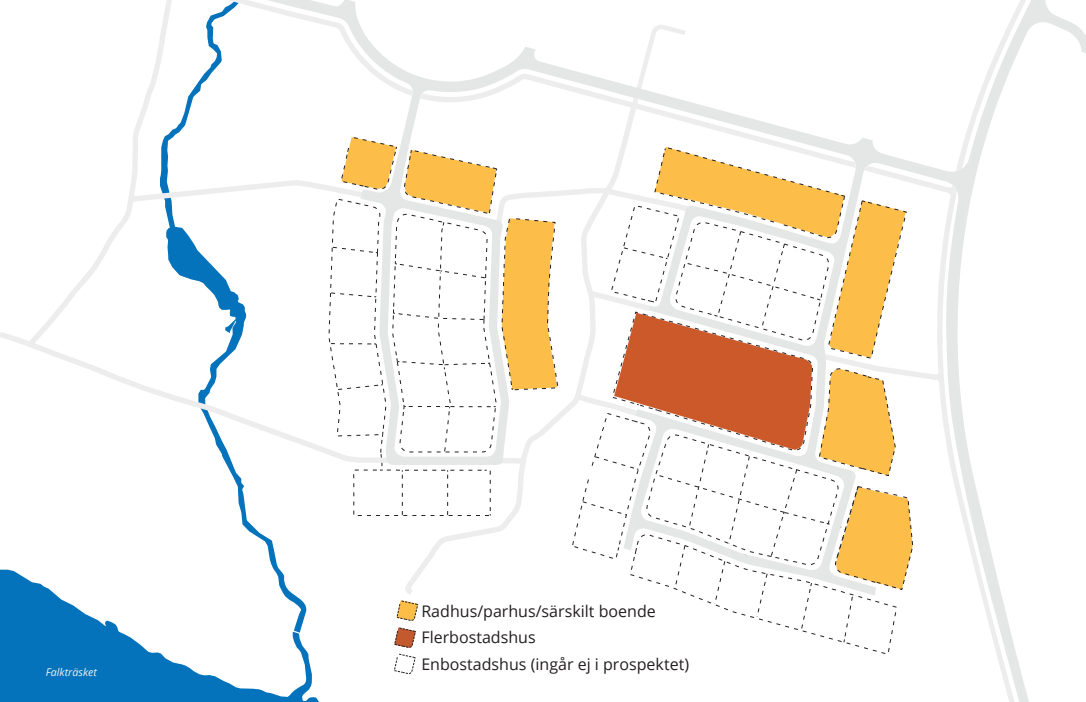 Radhus/parhus/särskilt boende
Flerbostadshus
Enbostadshus (ingår ej i prospektet)
Falkträsket